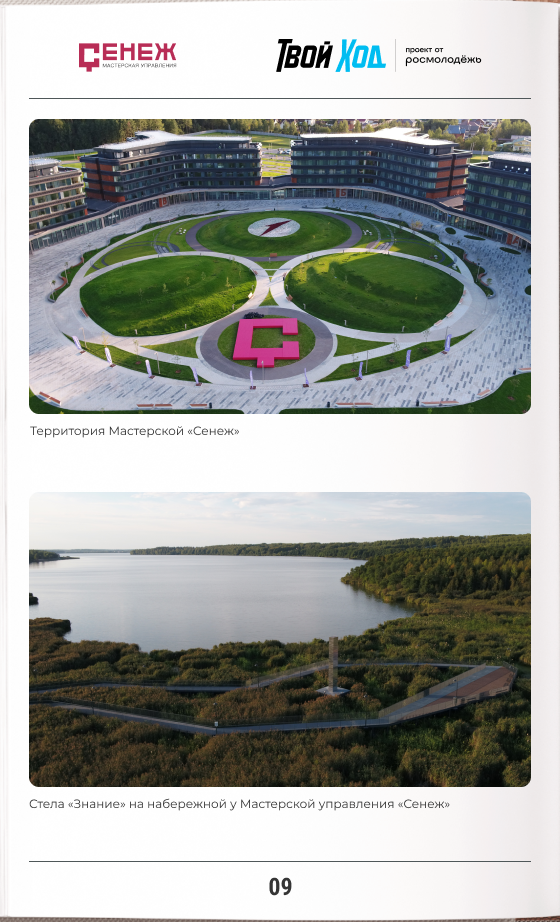 СЕНЕЖ
МАСТЕРСКАЯ УПРАВЛЕНИЯ
Твой Ход
проект от
росмолодёжь
Территория Мастерской «Сенеж»
Стела «Знание» на набережной у Мастерской управления «Сенеж»
09